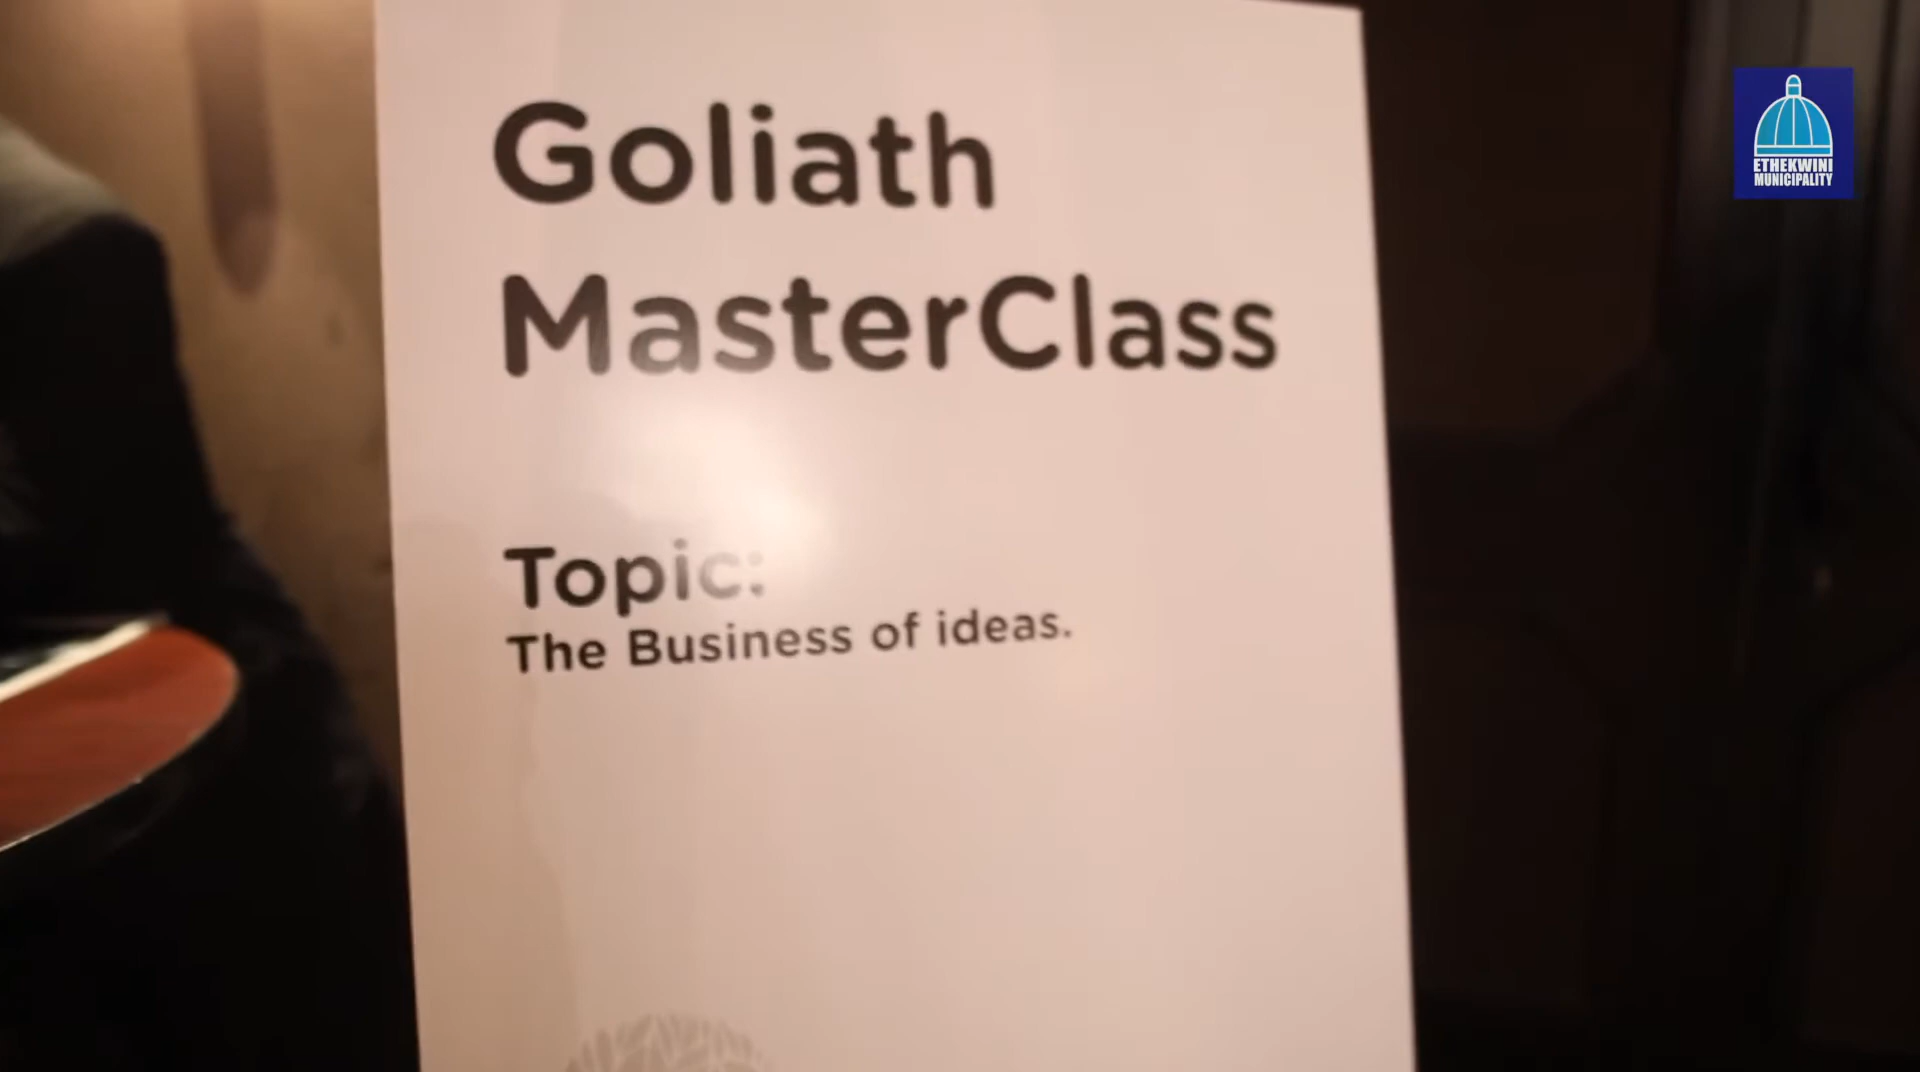 Goliath
MasterClass
Topic:
The Business of ideas.
ETHEKWINI
MUNICIPALITY